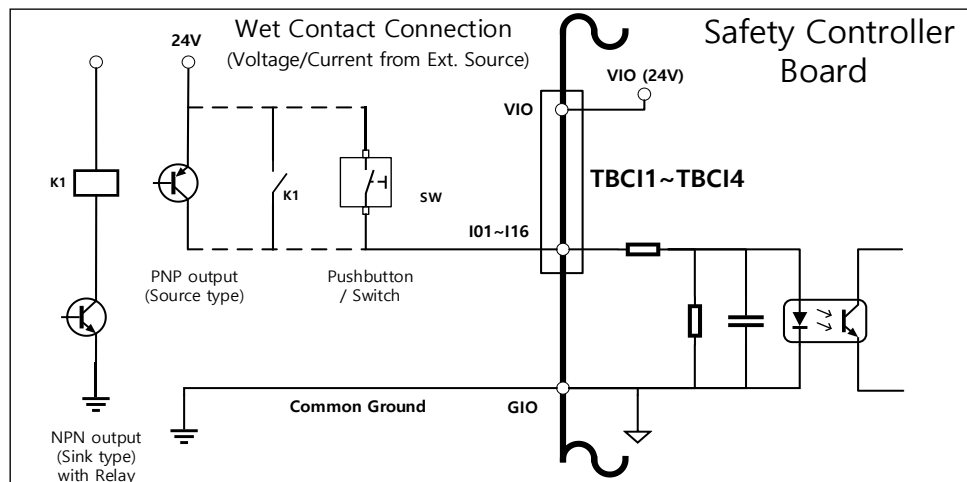 Wet Contact Connection
(Voltage/Current from Ext. Source)
Safety Controller
Board
24V
VIO (24V)
VIO
TBCI1~TBCI4
K1
K1
SW
I01~I16
PNP output
(Source type)
Pushbutton
/ Switch
Common Ground
GIO
NPN output
(Sink type)
with Relay